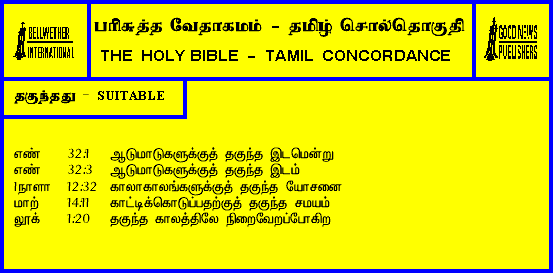 BELLWETHER
INTERNATIONAL
பரிசுத்த வேதாகமம் - தமிழ் சொல்தொகுதி
THE HOLY BIBLE - TAMIL CONCORDANCE
GOOD NEWS
PUBLISHERS
தகுந்தது - SUITABLE
எண் 32:1 ஆடுமாடுகளுக்குத் தகுந்த இடமென்று
எண் 32:3 ஆடுமாடுகளுக்குத் தகுந்த இடம்
1நாளா 12:32 காலாகாலங்களுக்குத் தகுந்த யோசனை
மாற் 14:11 காட்டிக்கொடுப்பதற்குத் தகுந்த சமயம்
லூக் 1:20 தகுந்த காலத்திலே நிறைவேறப்போகிற